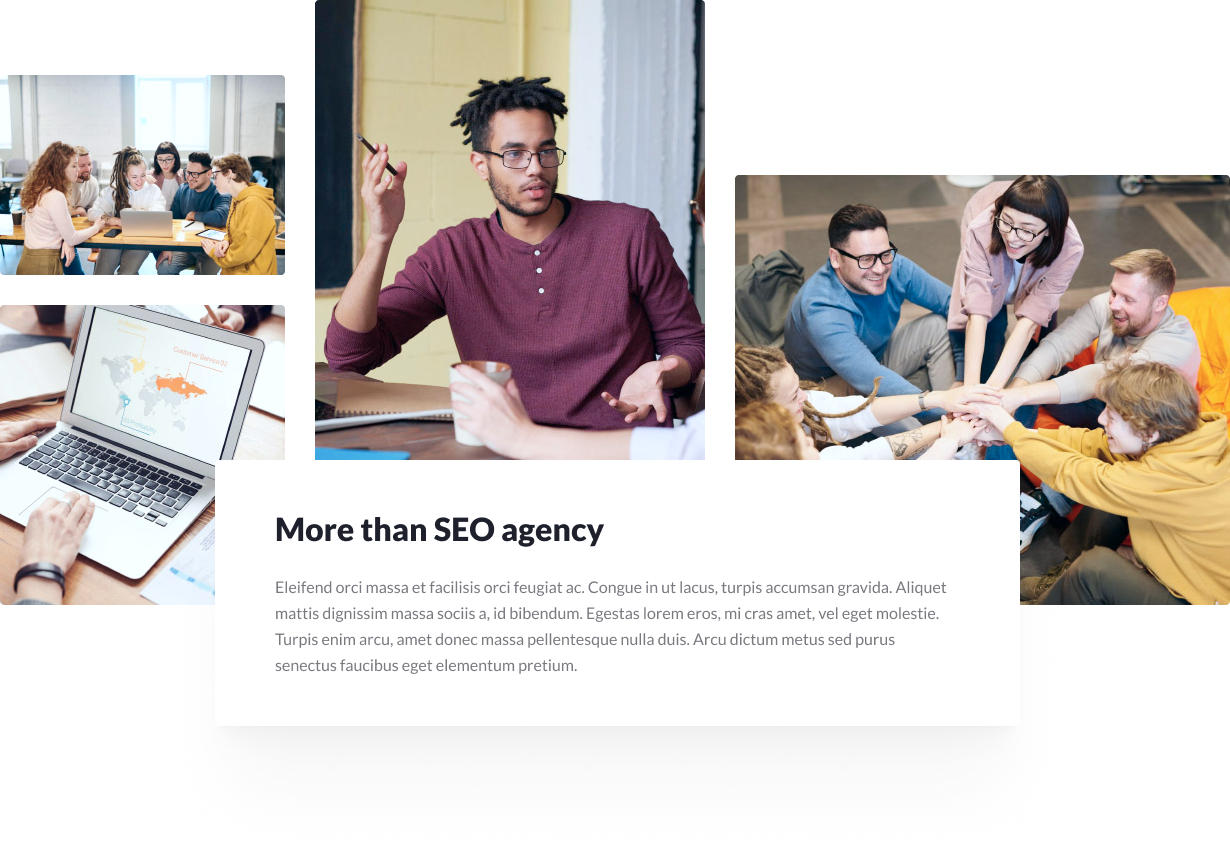 Customer Service 92
More than SEO agency
Eleifend orci massa et facilisis orci feugiat ac. Congue in ut lacus, turpis accumsan gravida. Aliquet
mattis dignissim massa sociis a, id bibendum. Egestas lorem eros, mi cras amet, vel eget molestie.
Turpis enim arcu, amet donec massa pellentesque nulla duis. Arcu dictum metus sed purus
senectus faucibus eget elementum pretium.